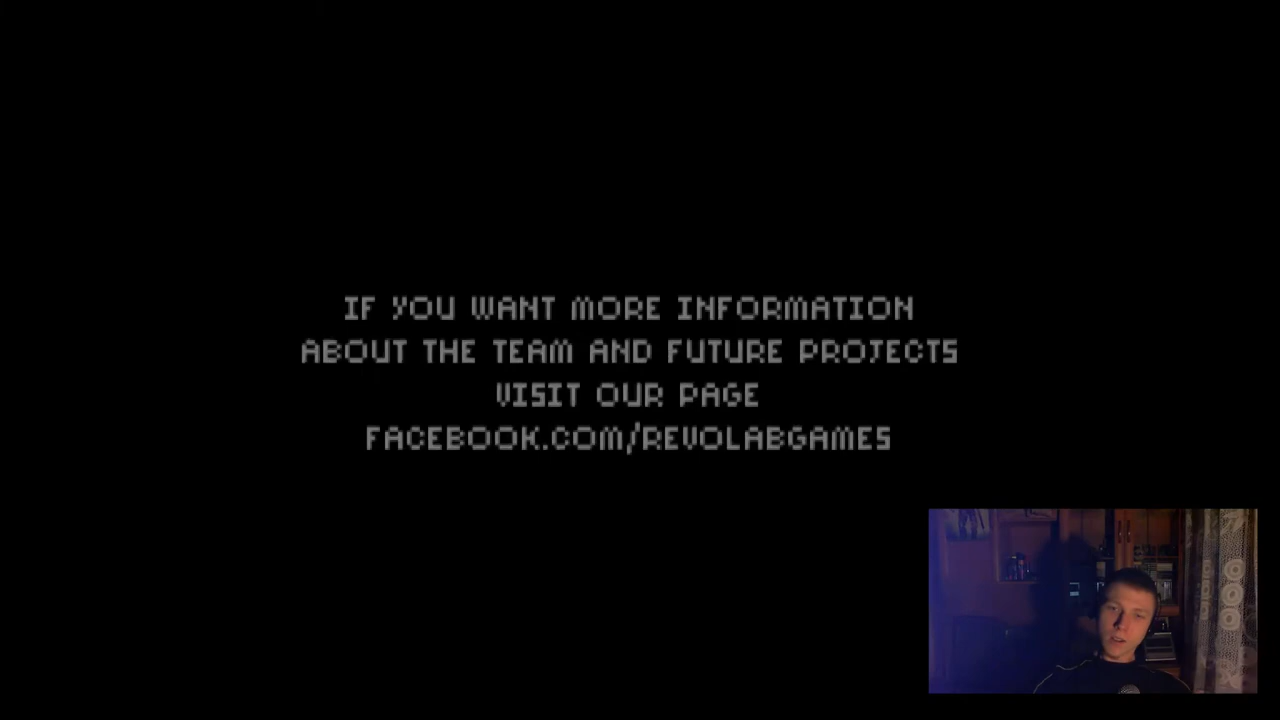 IF YOU WANT MORE INFORMATION
ABOUT THE TEAM AND FUTURE PROJECTS
VISIT OUR PAGE
FACEBOOK.COM/REVOLABGAMES